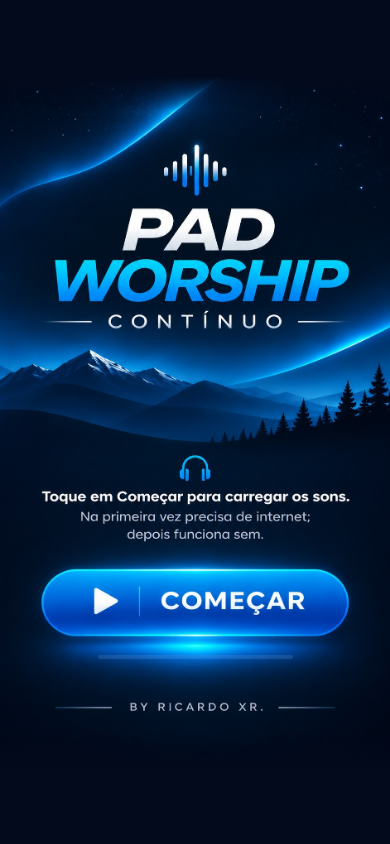 PAD
WORSHIP
CONTÍNUO
Toque em Começar para carregar os sons.
Na primeira vez precisa de internet;
depois funciona sem.
COMEÇAR
BY RICARDO XR.